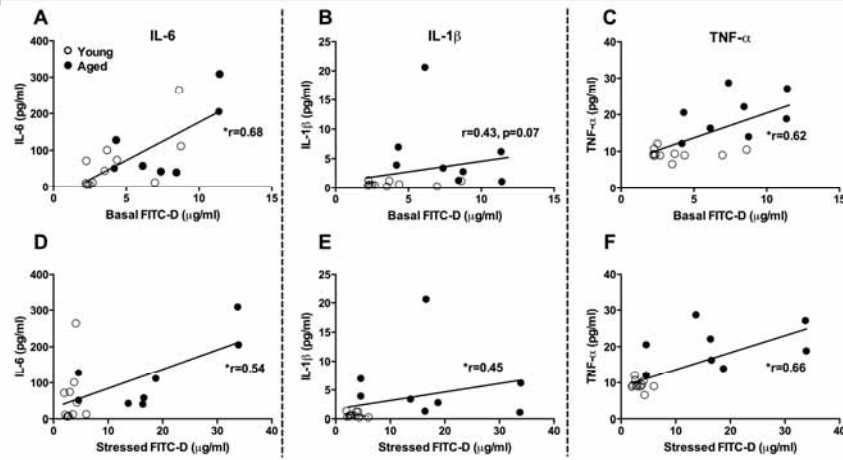 A
IL-6
Young
Aged
400
300
200
100
0
IL-6 (pg/ml)
*r=0.68
0 5 10 15
Basal FITC-D (μg/ml)
B
IL-1β
25
20
15
10
5
0
IL-1β (pg/ml)
r=0.43, p=0.07
0 5 10 15
Basal FITC-D (μg/ml)
C
TNF-α
40
30
20
10
0
TNF-α (pg/ml)
*r=0.62
0 5 10 15
Basal FITC-D (μg/ml)
D
400
300
200
100
0
IL-6 (pg/ml)
*r=0.54
0 10 20 30 40
Stressed FITC-D (μg/ml)
E
25
20
15
10
5
0
IL-1β (pg/ml)
*r=0.45
0 10 20 30 40
Stressed FITC-D (μg/ml)
F
40
30
20
10
0
TNF-α (pg/ml)
*r=0.66
0 10 20 30 40
Stressed FITC-D (μg/ml)